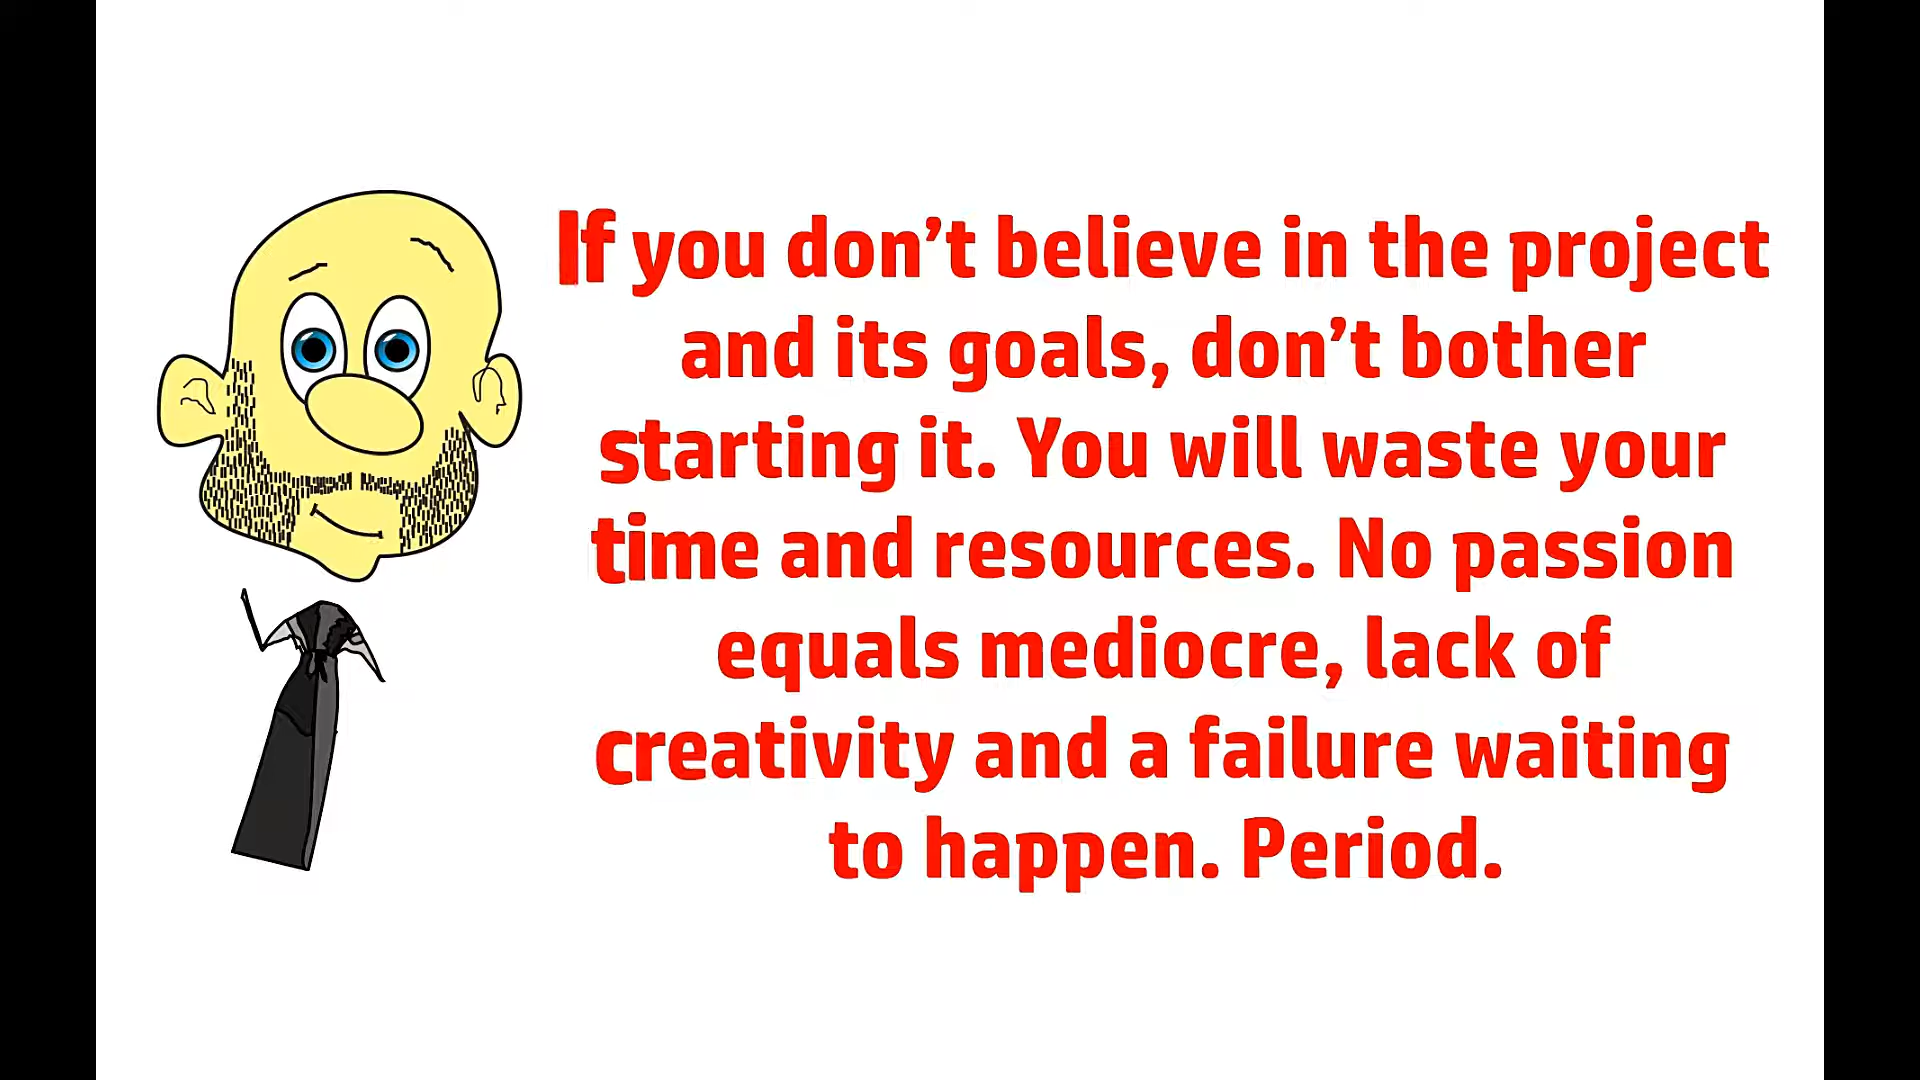 If you don’t believe in the project
and its goals, don’t bother
starting it. You will waste your
time and resources. No passion
equals mediocre, lack of
creativity and a failure waiting
to happen. Period.